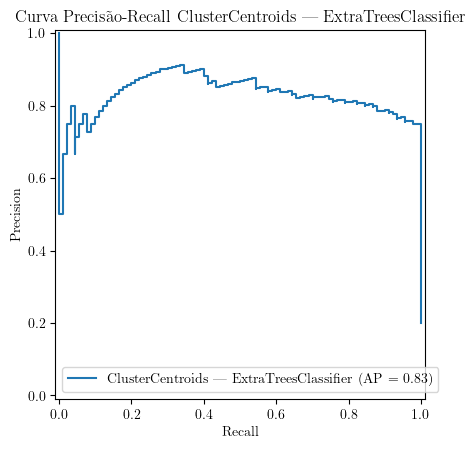 Curva Precisão-Recall ClusterCentroids — ExtraTreesClassifier
1.0
0.8
0.6
0.4
0.2
0.0
Precision
ClusterCentroids — ExtraTreesClassifier (AP = 0.83)
0.0 0.2 0.4 0.6 0.8 1.0
Recall